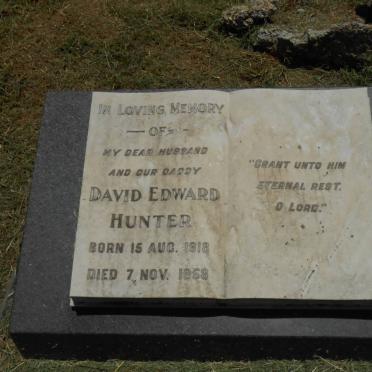 IN LOVING MEMORY
— OF —
MY DEAR HUSBAND
AND OUR DADDY
DAVID EDWARD
HUNTER
BORN 15 AUG. 1918
DIED 7. NOV. 1958
"GRANT UNTO HIM
ETERNAL REST.
O LORD."